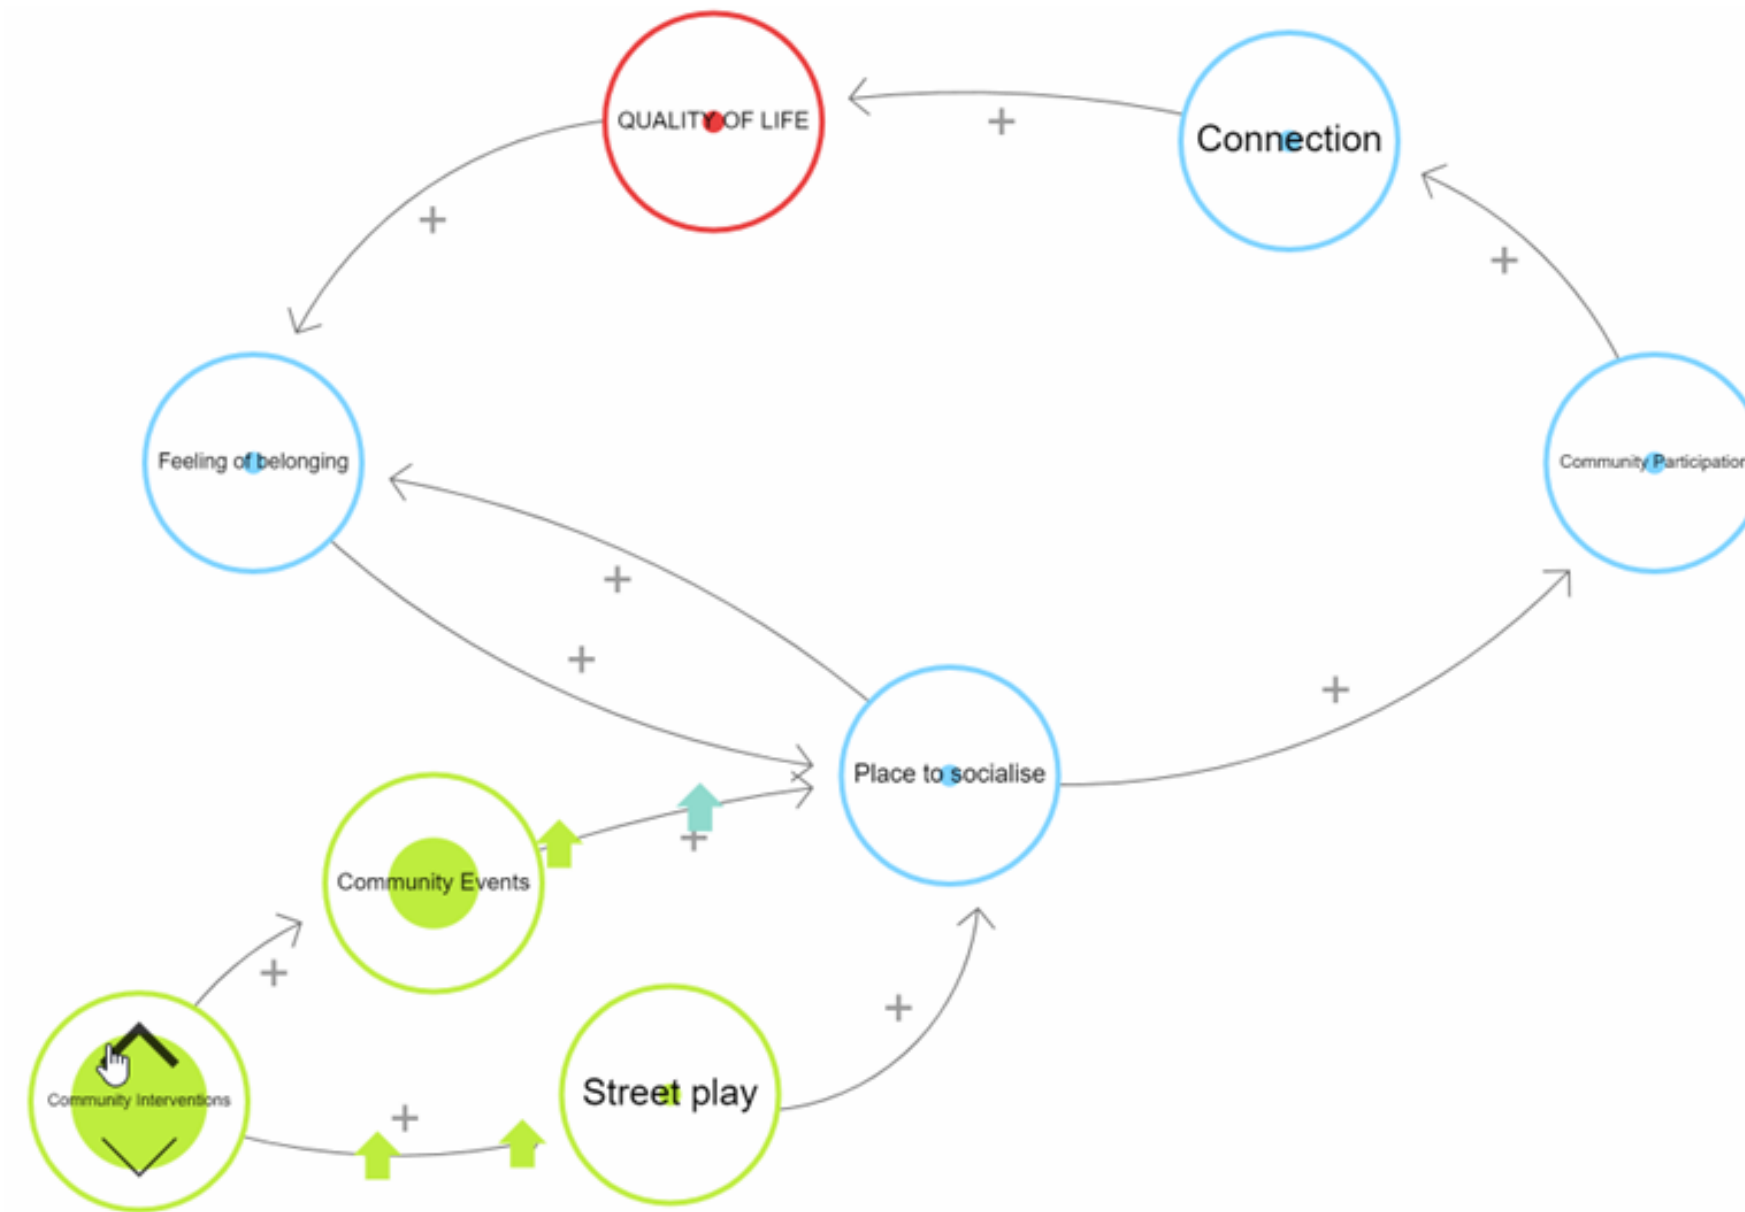 QUALITY OF LIFE
Connection
+
+
+
Feeling of belonging
Community Participation
+
+
+
Place to socialise
+
Community Events
+
+
Street play
Community Interventions
+